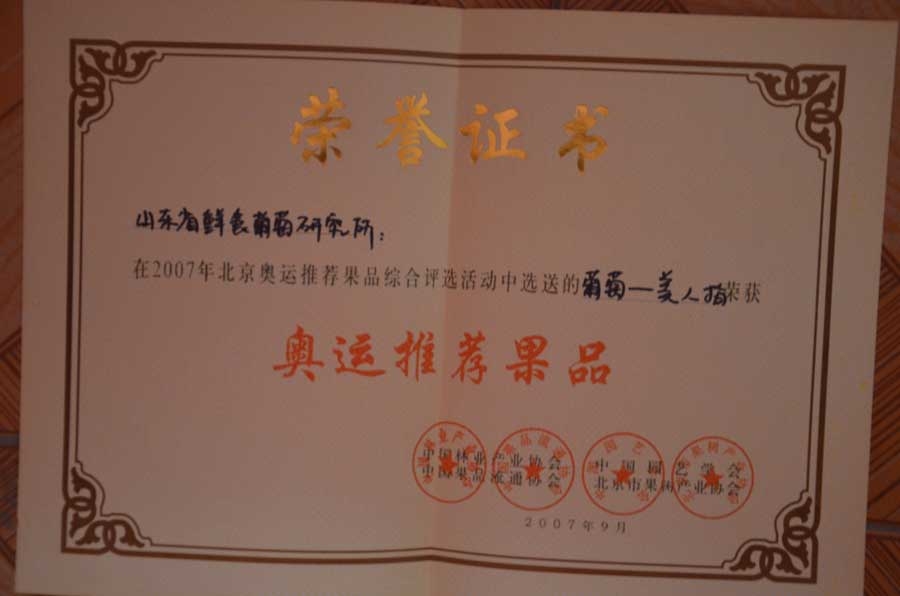 荣誉证书
山东省鲜食葡萄研究所：
在2007年北京奥运推荐果品综合评选活动中选送的葡萄—美人指荣获
奥运推荐果品
中国林业产业协会 中国园艺学会
中国果品流通协会 北京市果树产业协会
2007年9月